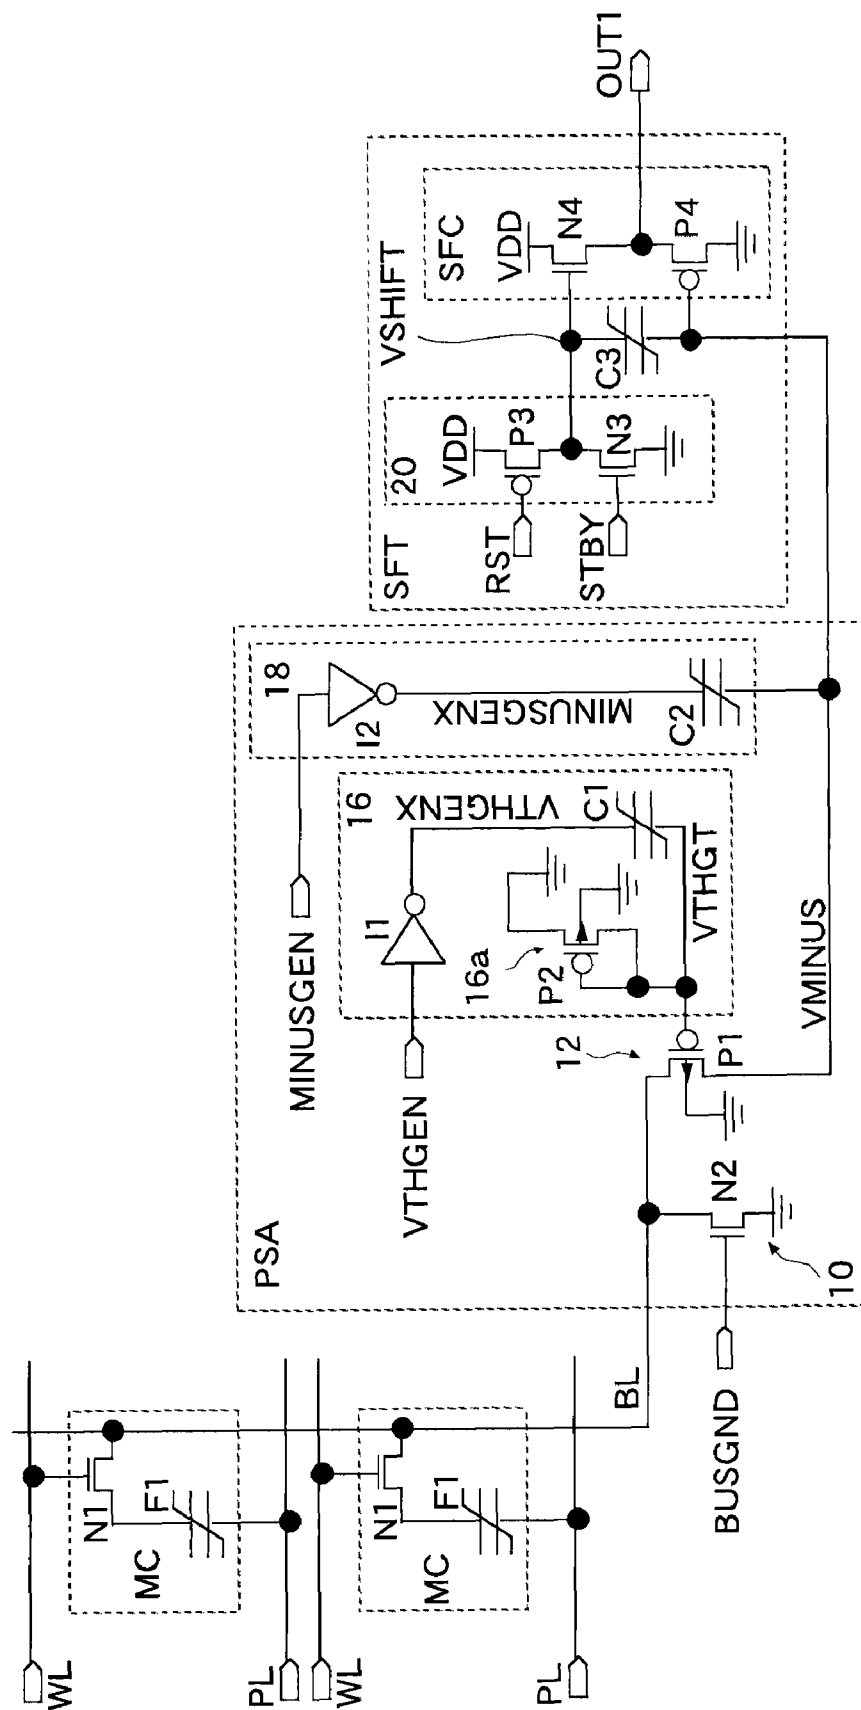 WL
N1
F1
MC
PL
WL
N1
F1
MC
PL
BL
BUSGND
PSA
N2
10
VTHGEN
MINUSGEN
12
P1
VMINUS
16
I1
VTHGENX
C1
16a
P2
VTHGT
18
I2
MINUSGENX
C2
SFT
20
RST
VDD
P3
STBY
N3
VSHIFT
C3
SFC
VDD
N4
P4
OUT1